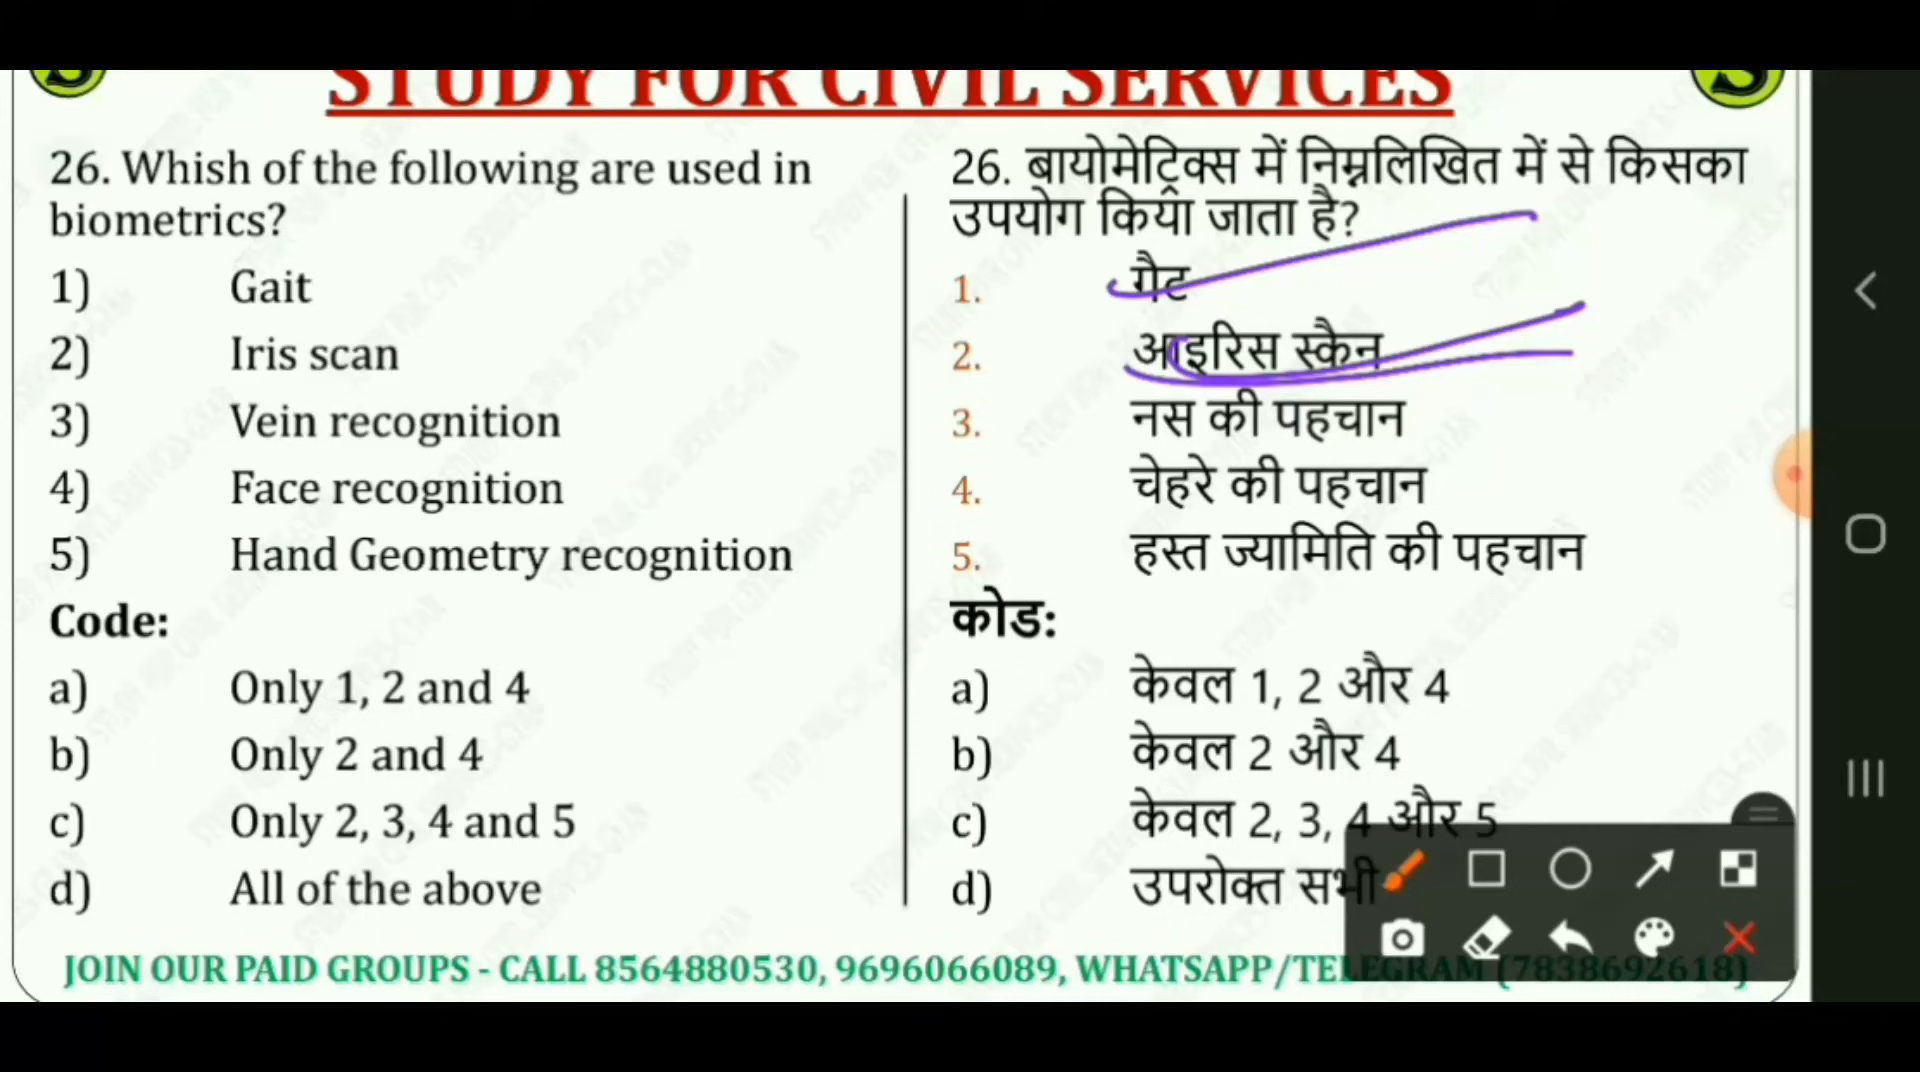 STUDY FOR CIVIL SERVICES
26. Whish of the following are used in
biometrics?
1) Gait
2) Iris scan
3) Vein recognition
4) Face recognition
5) Hand Geometry recognition
Code:
a) Only 1, 2 and 4
b) Only 2 and 4
c) Only 2, 3, 4 and 5
d) All of the above
26. बायोमेट्रिक्स में निम्नलिखित में से किसका
उपयोग किया जाता है?
1. गैट
2. आइरिस स्कैन
3. नस की पहचान
4. चेहरे की पहचान
5. हस्त ज्यामिति की पहचान
कोड:
a) केवल 1, 2 और 4
b) केवल 2 और 4
c) केवल 2, 3, 4 और 5
d) उपरोक्त सभी
JOIN OUR PAID GROUPS - CALL 8564880530, 9696066089, WHATSAPP/TELEGRAM (7838692618)